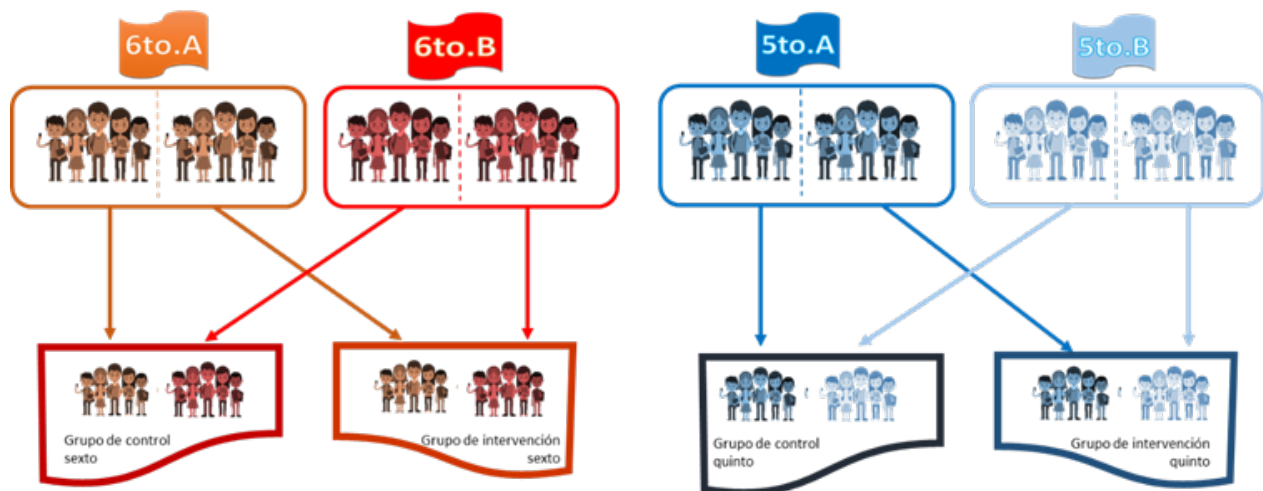 6to.A
6to.B
5to.A
5to.B
Grupo de control
sexto
Grupo de intervención
sexto
Grupo de control
quinto
Grupo de intervención
quinto